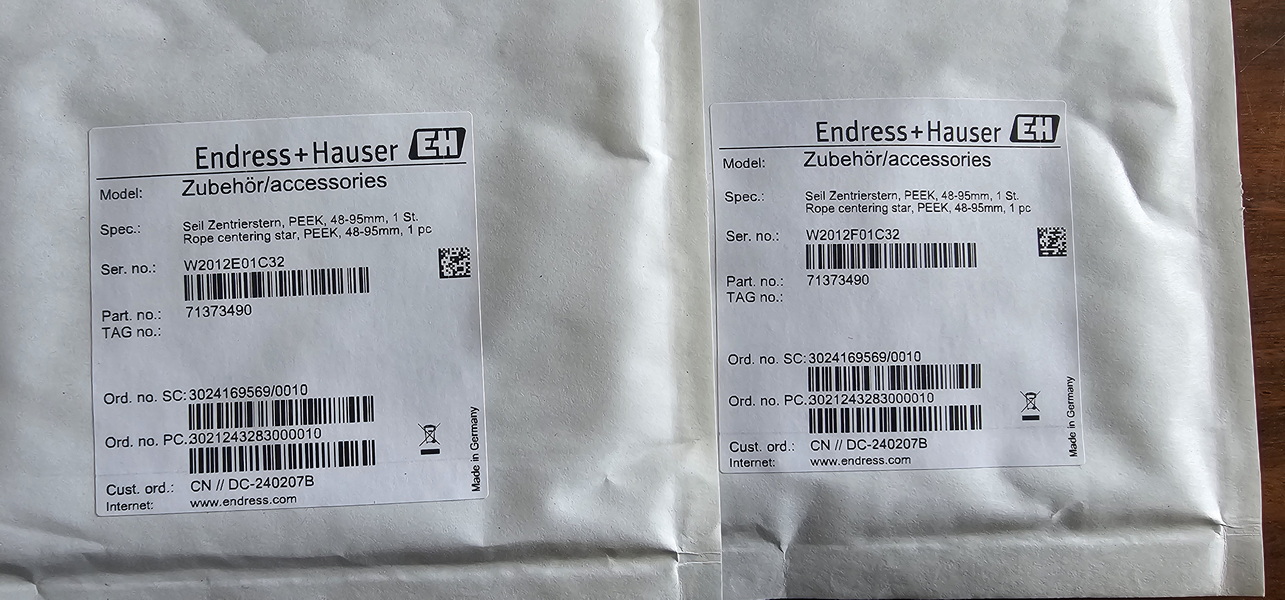 Endress+Hauser EH
Model: Zubehör/accessories
Spec.: Seil Zentrierstern, PEEK, 48-95mm, 1 St.
Rope centering star, PEEK, 48-95mm, 1 pc
Ser. no.: W2012E01C32
Part. no.: 71373490
TAG no.:
Ord. no. SC: 3024169569/0010
Ord. no. PC. 3021243283000010
Cust. ord.: CN // DC-240207B
Internet: www.endress.com
Made in Germany
Endress+Hauser EH
Model: Zubehör/accessories
Spec.: Seil Zentrierstern, PEEK, 48-95mm, 1 St.
Rope centering star, PEEK, 48-95mm, 1 pc
Ser. no.: W2012F01C32
Part. no.: 71373490
TAG no.:
Ord. no. SC: 3024169569/0010
Ord. no. PC. 3021243283000010
Cust. ord.: CN // DC-240207B
Internet: www.endress.com
Made in Germany